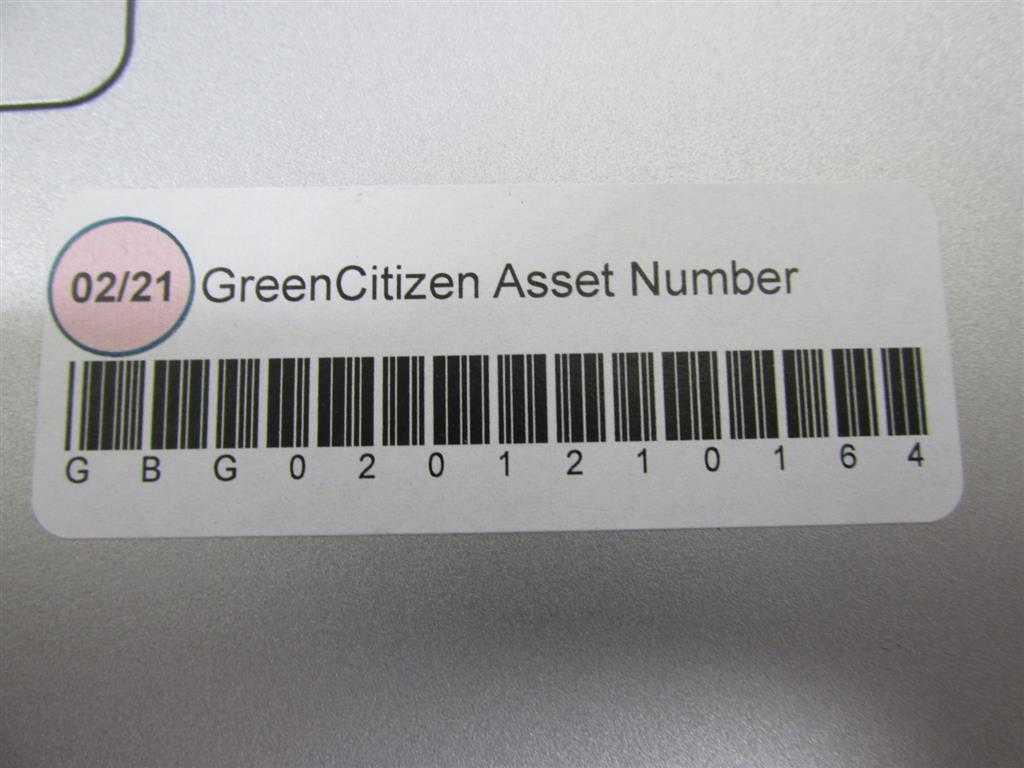 02/21 GreenCitizen Asset Number
G B G 0 2 0 1 2 1 0 1 6 4